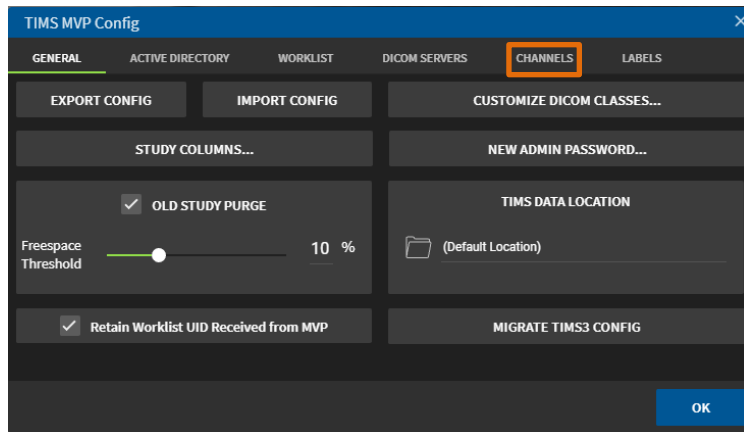 TIMS MVP Config
GENERAL ACTIVE DIRECTORY WORKLIST DICOM SERVERS CHANNELS LABELS
EXPORT CONFIG IMPORT CONFIG CUSTOMIZE DICOM CLASSES...
STUDY COLUMNS... NEW ADMIN PASSWORD...
OLD STUDY PURGE TIMS DATA LOCATION
Freespace
Threshold
10 % (Default Location)
Retain Worklist UID Received from MVP MIGRATE TIMS3 CONFIG
OK